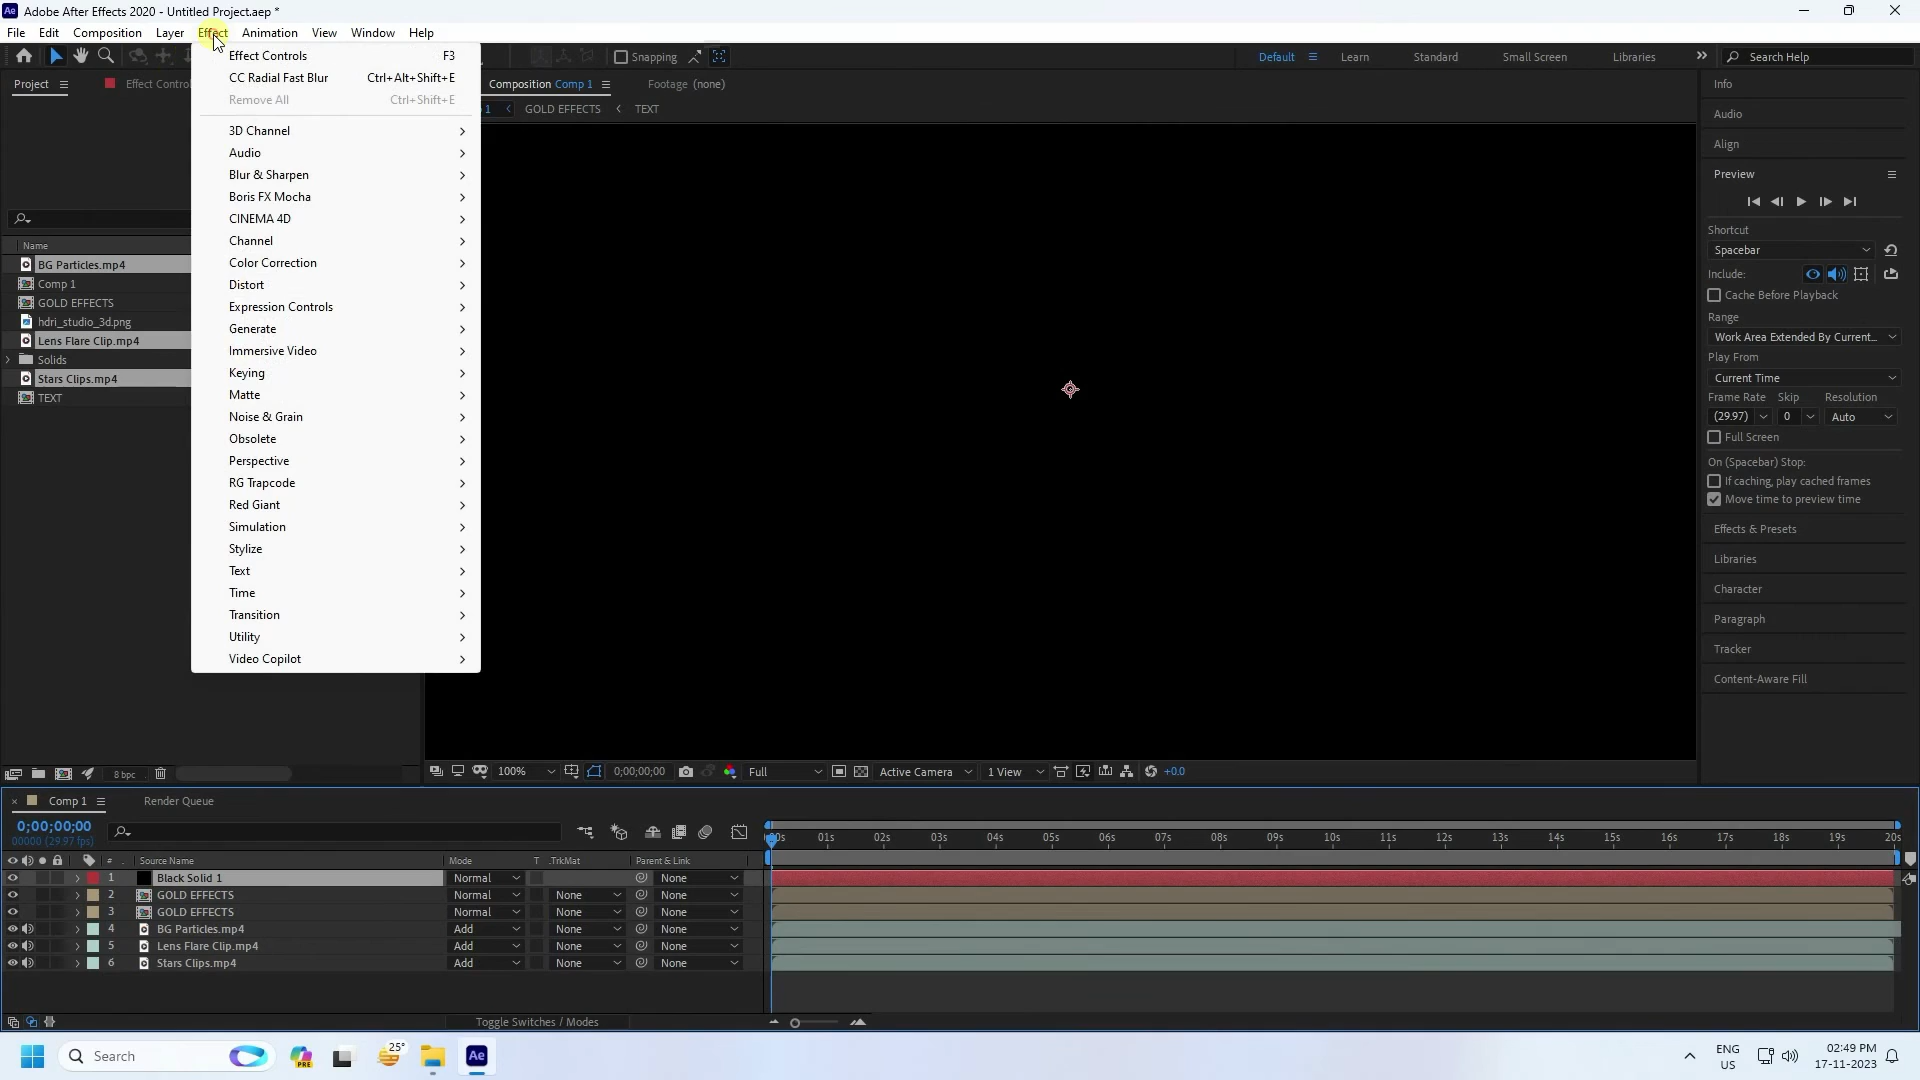 Adobe After Effects 2020 - Untitled Project.aep *
File Edit Composition Layer Effect Animation View Window Help
Snapping
Default Learn Standard Small Screen Libraries Search Help
Project
Composition Comp 1
Footage (none)
GOLD EFFECTS
TEXT
Effect Controls F3
CC Radial Fast Blur Ctrl+Alt+Shift+E
Remove All Ctrl+Shift+E
3D Channel
Audio
Blur & Sharpen
Boris FX Mocha
CINEMA 4D
Channel
Color Correction
Distort
Expression Controls
Generate
Immersive Video
Keying
Matte
Noise & Grain
Obsolete
Perspective
RG Trapcode
Red Giant
Simulation
Stylize
Text
Time
Transition
Utility
Video Copilot
Name
BG Particles.mp4
Comp 1
GOLD EFFECTS
hdri_studio_3d.png
Lens Flare Clip.mp4
Solids
Stars Clips.mp4
TEXT
8 bpc
Info
Audio
Align
Preview
Shortcut
Spacebar
Include:
Cache Before Playback
Range
Work Area Extended By Current...
Play From
Current Time
Frame Rate Skip Resolution
(29.97) 0 Auto
Full Screen
On (Spacebar) Stop:
If caching, play cached frames
Move time to preview time
Effects & Presets
Libraries
Character
Paragraph
Tracker
Content-Aware Fill
100% 0;00;00;00 Full Active Camera 1 View +0.0
Comp 1 Render Queue
0;00;00;00
00000 (29.97 fps)
01s 02s 03s 04s 05s 06s 07s 08s 09s 10s 11s 12s 13s 14s 15s 16s 17s 18s 19s 20s
# Source Name Mode T .TrkMat Parent & Link
1 Black Solid 1 Normal None
2 GOLD EFFECTS Normal None None
3 GOLD EFFECTS Normal None None
4 BG Particles.mp4 Add None None
5 Lens Flare Clip.mp4 Add None None
6 Stars Clips.mp4 Add None None
Toggle Switches / Modes
Search
PRE
25°
Ae
ENG
US
02:49 PM
17-11-2023